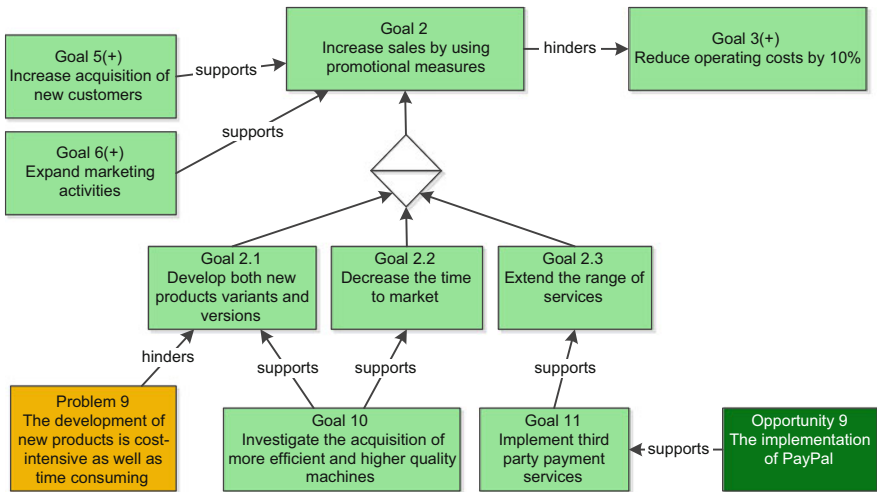 Goal 2
Increase sales by using
promotional measures
hinders
Goal 3(+)
Reduce operating costs by 10%
Goal 5(+)
Increase acquisition of
new customers
supports
Goal 6(+)
Expand marketing
activities
supports
Goal 2.1
Develop both new
products variants and
versions
Goal 2.2
Decrease the time
to market
Goal 2.3
Extend the range of
services
hinders
supports
supports
supports
Problem 9
The development of
new products is cost-
intensive as well as
time consuming
Goal 10
Investigate the acquisition of
more efficient and higher quality
machines
Goal 11
Implement third
party payment
services
supports
Opportunity 9
The implementation
of PayPal